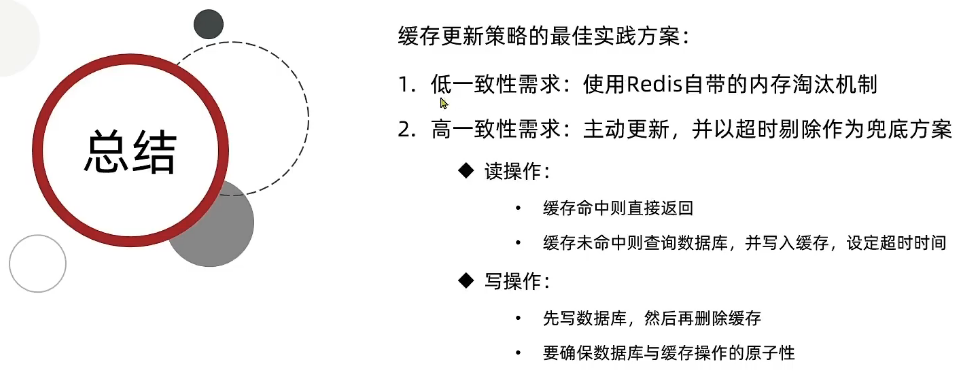 总结
缓存更新策略的最佳实践方案：
1. 低一致性需求：使用Redis自带的内存淘汰机制
2. 高一致性需求：主动更新，并以超时剔除作为兜底方案
◆ 读操作：
• 缓存命中则直接返回
• 缓存未命中则查询数据库，并写入缓存，设定超时时间
◆ 写操作：
• 先写数据库，然后再删除缓存
• 要确保数据库与缓存操作的原子性